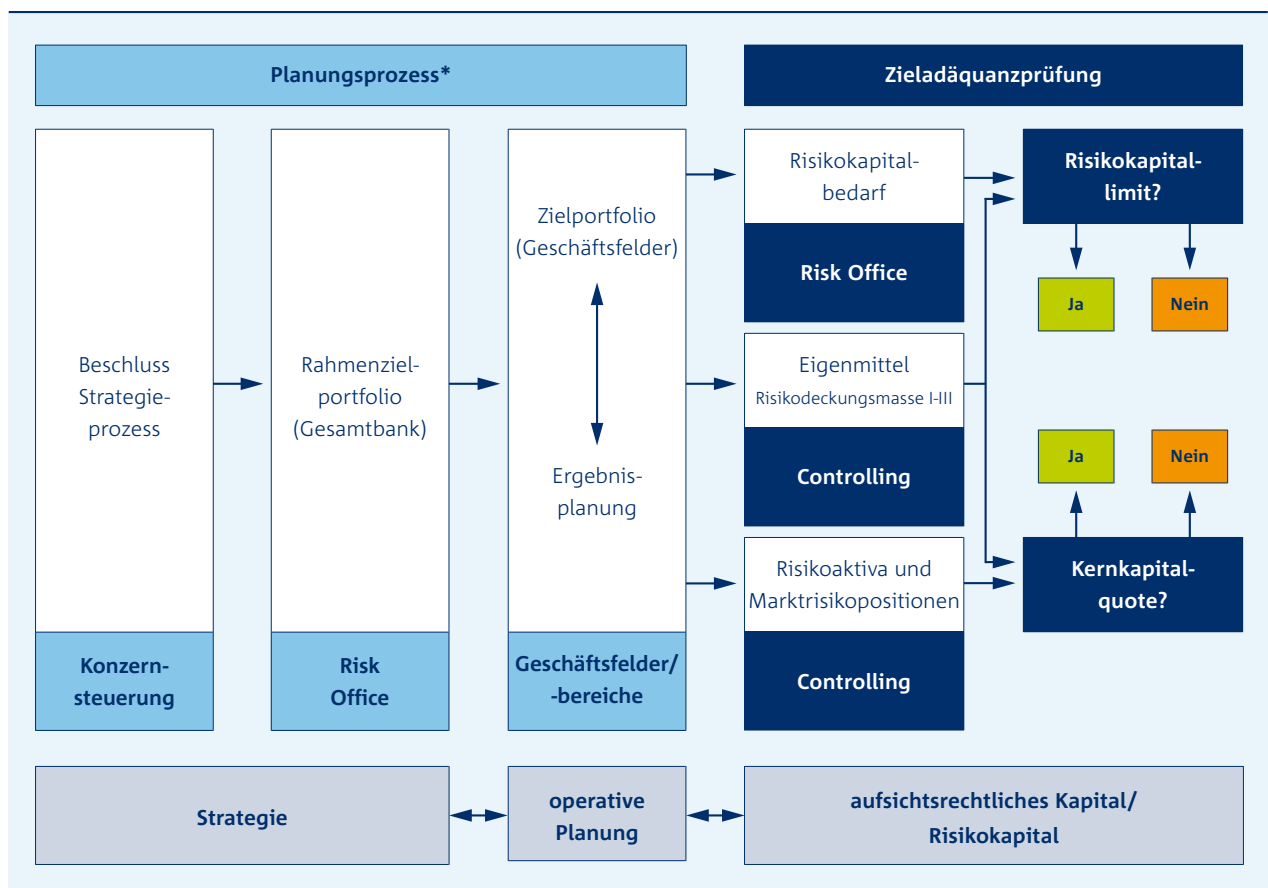 Planungsprozess*
Zieladäquanzprüfung
Beschluss
Strategie-
prozess
Konzern-
steuerung
Rahmenziel-
portfolio
(Gesamtbank)
Risk
Office
Zielportfolio
(Geschäftsfelder)
Ergebnis-
planung
Geschäftsfelder/
-bereiche
Risikokapital-
bedarf
Risk Office
Eigenmittel
Risikodeckungsmasse I-III
Controlling
Risikoaktiva und
Marktrisikopositionen
Controlling
Risikokapital-
limit?
Ja
Nein
Ja
Nein
Kernkapital-
quote?
Strategie
operative
Planung
aufsichtsrechtliches Kapital/
Risikokapital